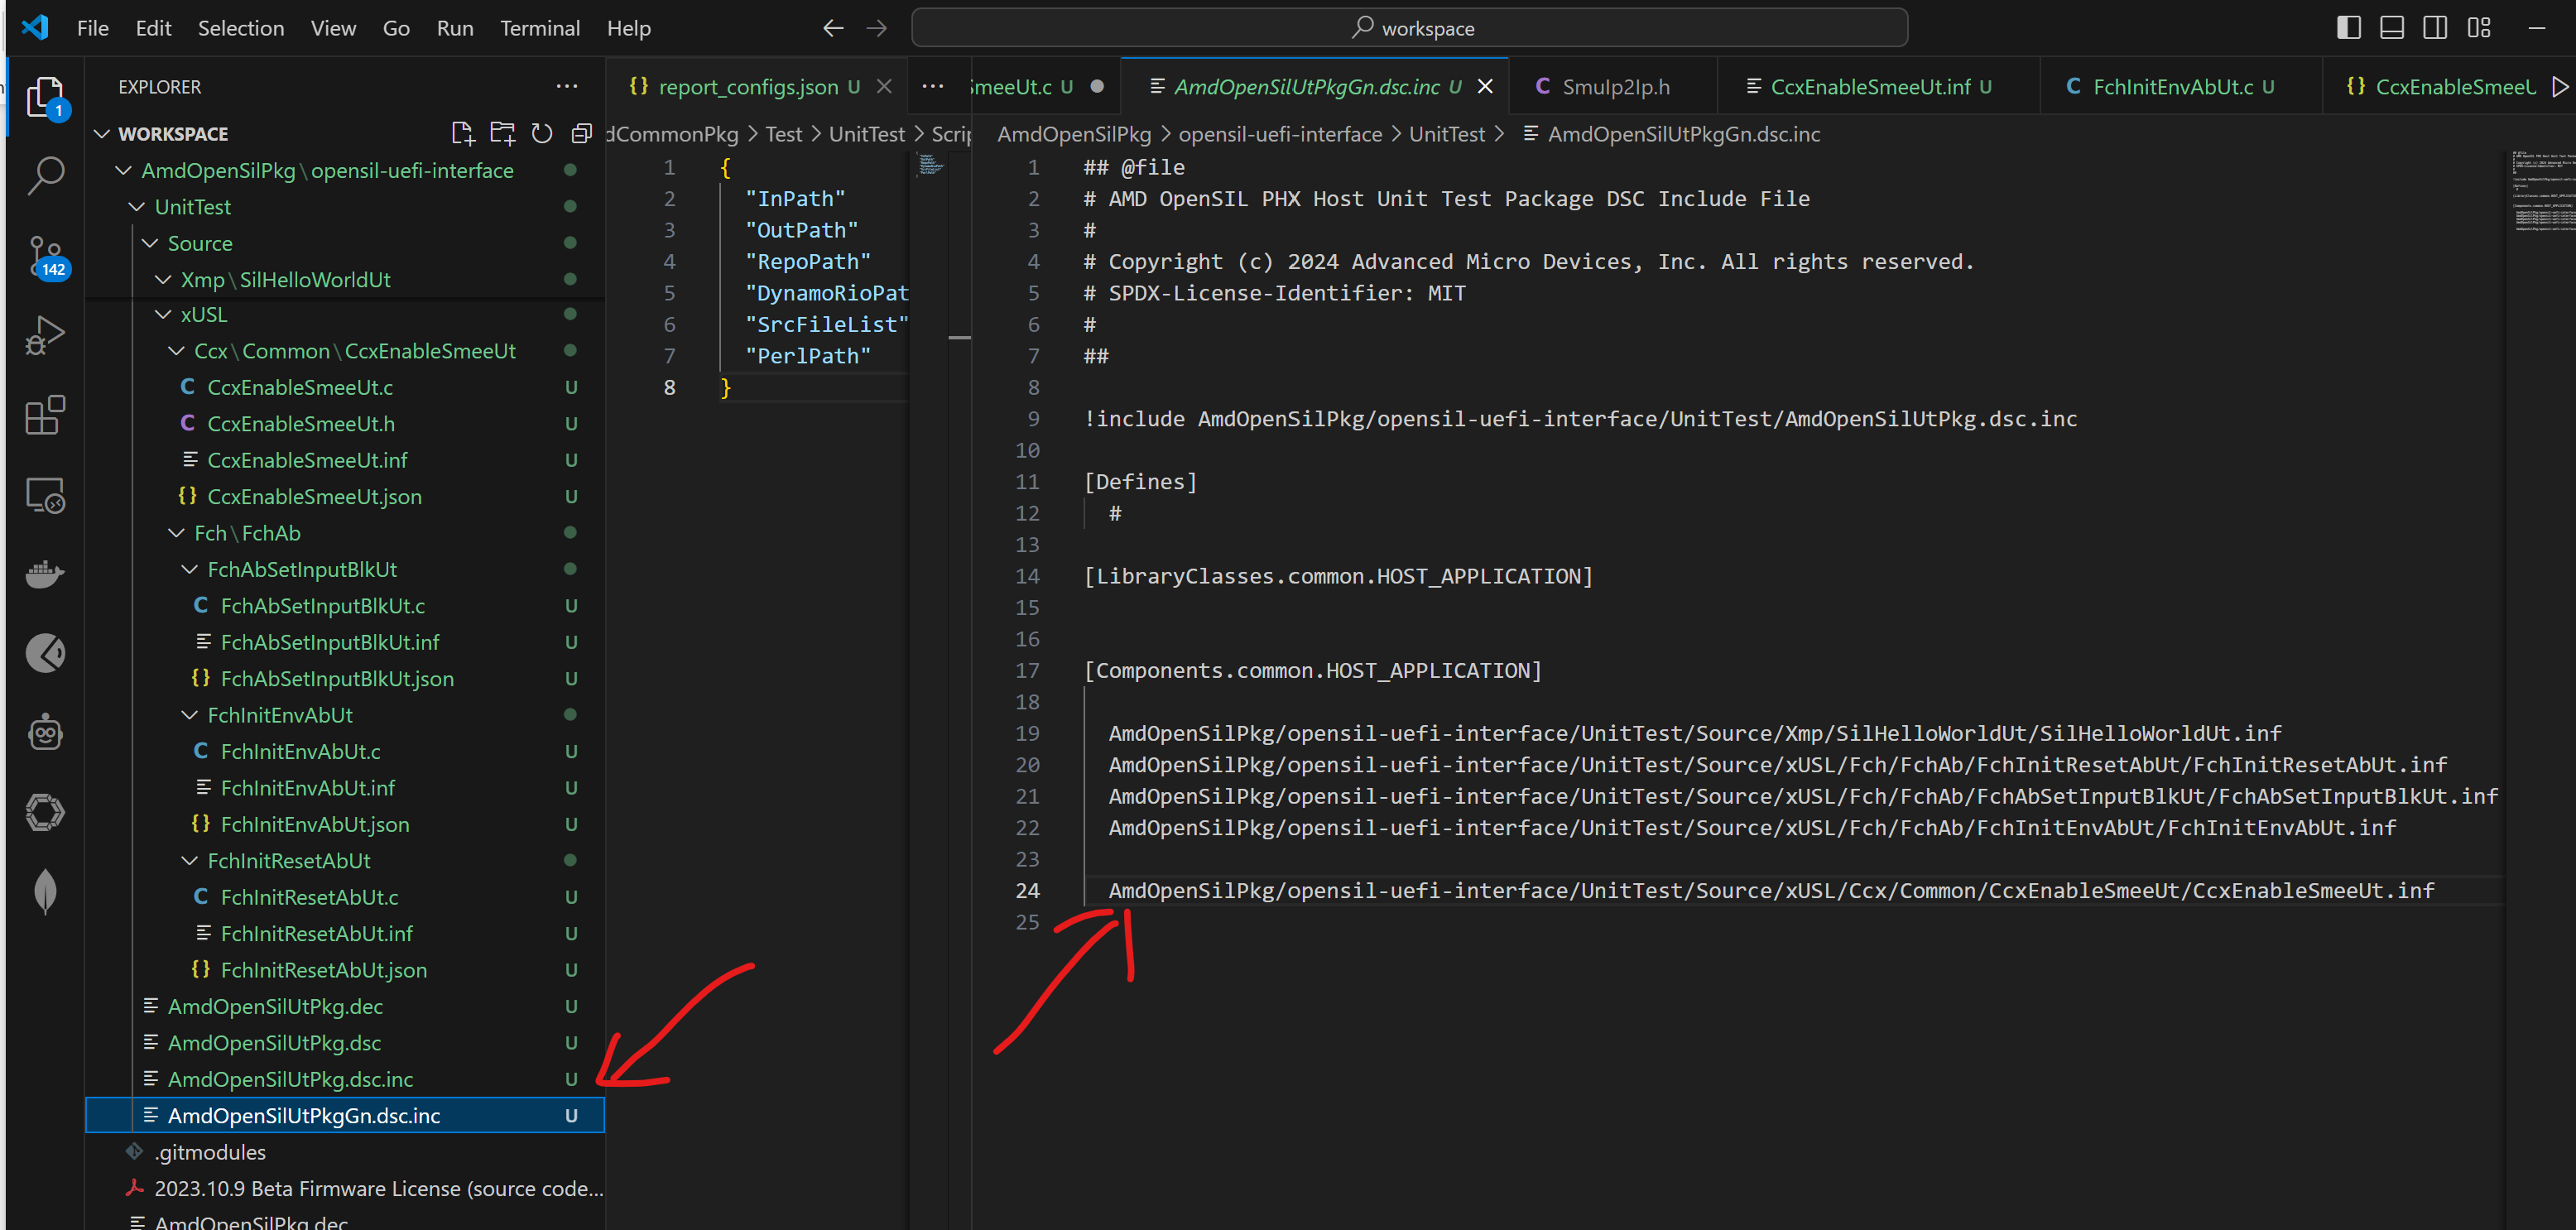 File Edit Selection View Go Run Terminal Help
workspace
EXPLORER
1
142
WORKSPACE
AmdOpenSilPkg\opensil-uefi-interface
UnitTest
Source
Xmp\SilHelloWorldUt
xUSL
Ccx\Common\CcxEnableSmeeUt
CcxEnableSmeeUt.c U
CcxEnableSmeeUt.h U
CcxEnableSmeeUt.inf U
CcxEnableSmeeUt.json U
Fch\FchAb
FchAbSetInputBlkUt
FchAbSetInputBlkUt.c U
FchAbSetInputBlkUt.inf U
FchAbSetInputBlkUt.json U
FchInitEnvAbUt
FchInitEnvAbUt.c U
FchInitEnvAbUt.inf U
FchInitEnvAbUt.json U
FchInitResetAbUt
FchInitResetAbUt.c U
FchInitResetAbUt.inf U
FchInitResetAbUt.json U
AmdOpenSilUtPkg.dec U
AmdOpenSilUtPkg.dsc U
AmdOpenSilUtPkg.dsc.inc U
AmdOpenSilUtPkgGn.dsc.inc U
.gitmodules
2023.10.9 Beta Firmware License (source code...
AmdOpenSilPkg.dec
{} report_configs.json U
dCommonPkg > Test > UnitTest > Scrip
1 {
2 "InPath"
3 "OutPath"
4 "RepoPath"
5 "DynamoRioPat
6 "SrcFileList"
7 "PerlPath"
8 }
smeeUt.c U AmdOpenSilUtPkgGn.dsc.inc U C SmuIp2Ip.h CcxEnableSmeeUt.inf U C FchInitEnvAbUt.c U {} CcxEnableSmeeU
AmdOpenSilPkg > opensil-uefi-interface > UnitTest > AmdOpenSilUtPkgGn.dsc.inc
1 ## @file
2 # AMD OpenSIL PHX Host Unit Test Package DSC Include File
3 #
4 # Copyright (c) 2024 Advanced Micro Devices, Inc. All rights reserved.
5 # SPDX-License-Identifier: MIT
6 #
7 ##
8
9 !include AmdOpenSilPkg/opensil-uefi-interface/UnitTest/AmdOpenSilUtPkg.dsc.inc
10
11 [Defines]
12 #
13
14 [LibraryClasses.common.HOST_APPLICATION]
15
16
17 [Components.common.HOST_APPLICATION]
18
19 AmdOpenSilPkg/opensil-uefi-interface/UnitTest/Source/Xmp/SilHelloWorldUt/SilHelloWorldUt.inf
20 AmdOpenSilPkg/opensil-uefi-interface/UnitTest/Source/xUSL/Fch/FchAb/FchInitResetAbUt/FchInitResetAbUt.inf
21 AmdOpenSilPkg/opensil-uefi-interface/UnitTest/Source/xUSL/Fch/FchAb/FchAbSetInputBlkUt/FchAbSetInputBlkUt.inf
22 AmdOpenSilPkg/opensil-uefi-interface/UnitTest/Source/xUSL/Fch/FchAb/FchInitEnvAbUt/FchInitEnvAbUt.inf
23
24 AmdOpenSilPkg/opensil-uefi-interface/UnitTest/Source/xUSL/Ccx/Common/CcxEnableSmeeUt/CcxEnableSmeeUt.inf
25